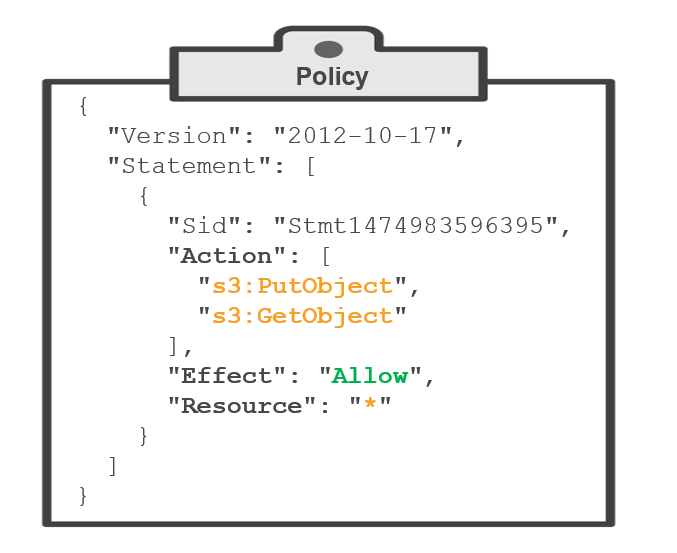 Policy
{
"Version": "2012-10-17",
"Statement": [
{
"Sid": "Stmt1474983596395",
"Action": [
"s3:PutObject",
"s3:GetObject"
],
"Effect": "Allow",
"Resource": "*"
}
]
}